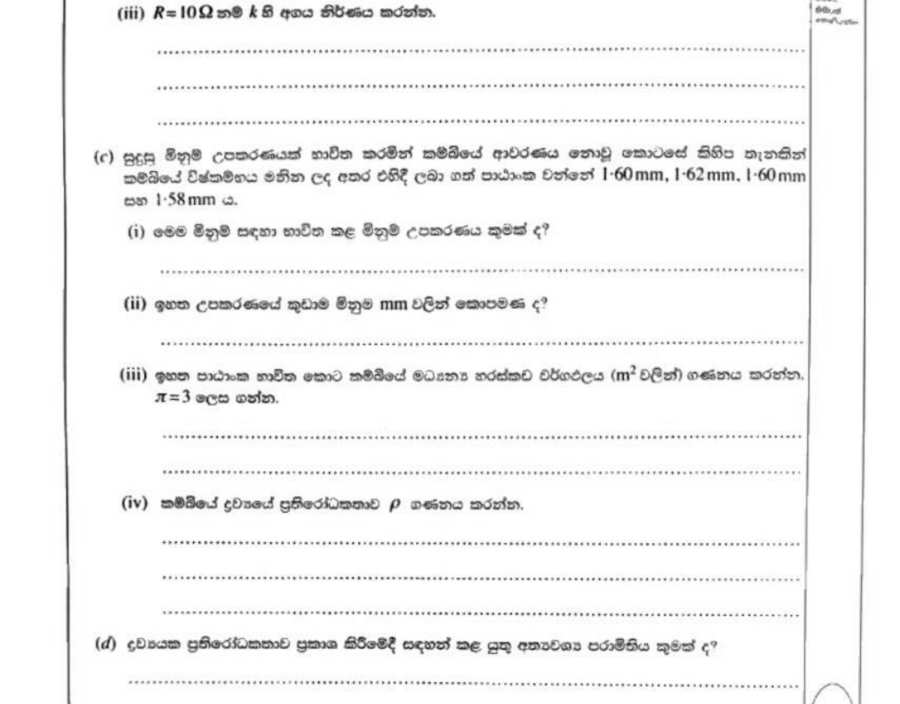 (iii) R = 10 Ω නම් k හි අගය නිර්ණය කරන්න.
(c) සුදුසු මිනුම් උපකරණයක් භාවිත කරමින් කම්බියේ ආවරණය නොවූ කොටසේ කිහිප තැනකින්
කම්බියේ විෂ්කම්භය මනින ලද අතර එහිදී ලබා ගත් පාඨාංක වන්නේ 1·60 mm, 1·62 mm, 1·60 mm
සහ 1·58 mm ය.
(i) මෙම මිනුම් සඳහා භාවිත කළ මිනුම් උපකරණය කුමක් ද?
(ii) ඉහත උපකරණයේ කුඩාම මිනුම mm වලින් කොපමණ ද?
(iii) ඉහත පාඨාංක භාවිත කොට කම්බියේ මධ්‍යන්‍ය හරස්කඩ වර්ගඵලය (m² වලින්) ගණනය කරන්න.
π = 3 ලෙස ගන්න.
(iv) කම්බියේ ද්‍රව්‍යයේ ප්‍රතිරෝධකතාව ρ ගණනය කරන්න.
(d) ද්‍රව්‍යයක ප්‍රතිරෝධකතාව ප්‍රකාශ කිරීමේදී සඳහන් කළ යුතු අත්‍යවශ්‍ය පරාමිතිය කුමක් ද?